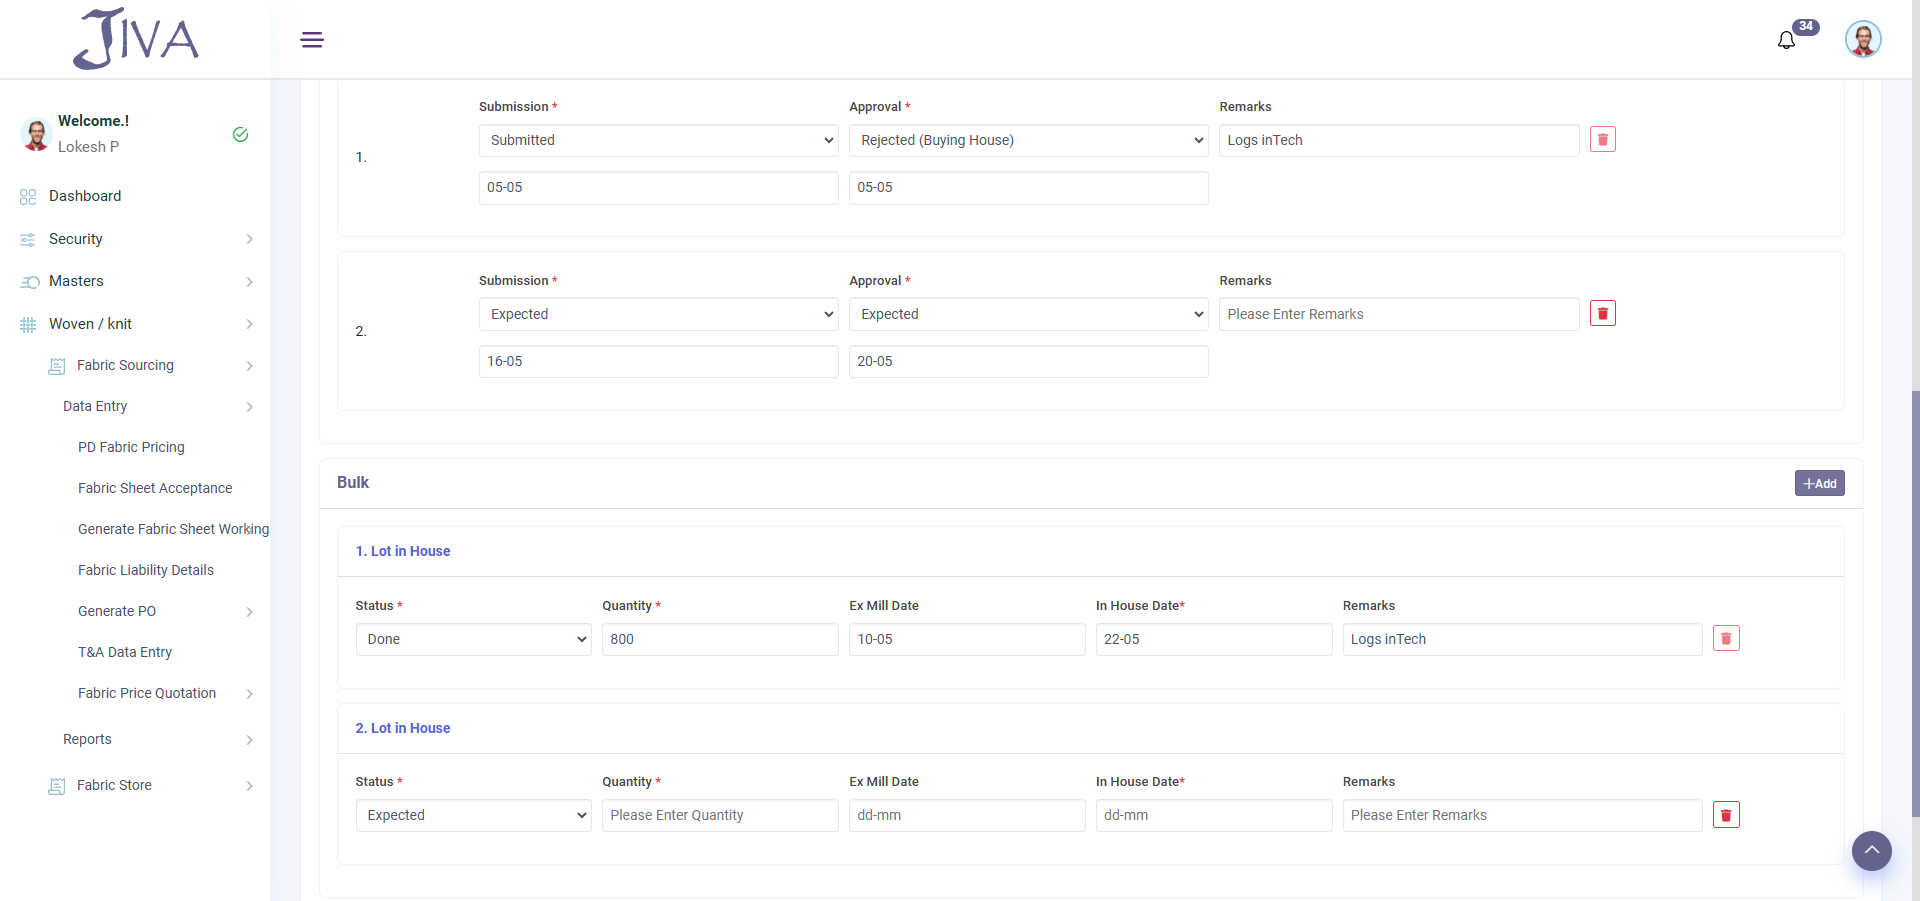 JIVA
34
Welcome.!
Lokesh P
Dashboard
Security
Masters
Woven / knit
Fabric Sourcing
Data Entry
PD Fabric Pricing
Fabric Sheet Acceptance
Generate Fabric Sheet Working
Fabric Liability Details
Generate PO
T&A Data Entry
Fabric Price Quotation
Reports
Fabric Store
Submission * Approval * Remarks
1. Submitted Rejected (Buying House) Logs inTech
05-05 05-05
Submission * Approval * Remarks
2. Expected Expected Please Enter Remarks
16-05 20-05
Bulk
+Add
1. Lot in House
Status * Quantity * Ex Mill Date In House Date* Remarks
Done 800 10-05 22-05 Logs inTech
2. Lot in House
Status * Quantity * Ex Mill Date In House Date* Remarks
Expected Please Enter Quantity dd-mm dd-mm Please Enter Remarks